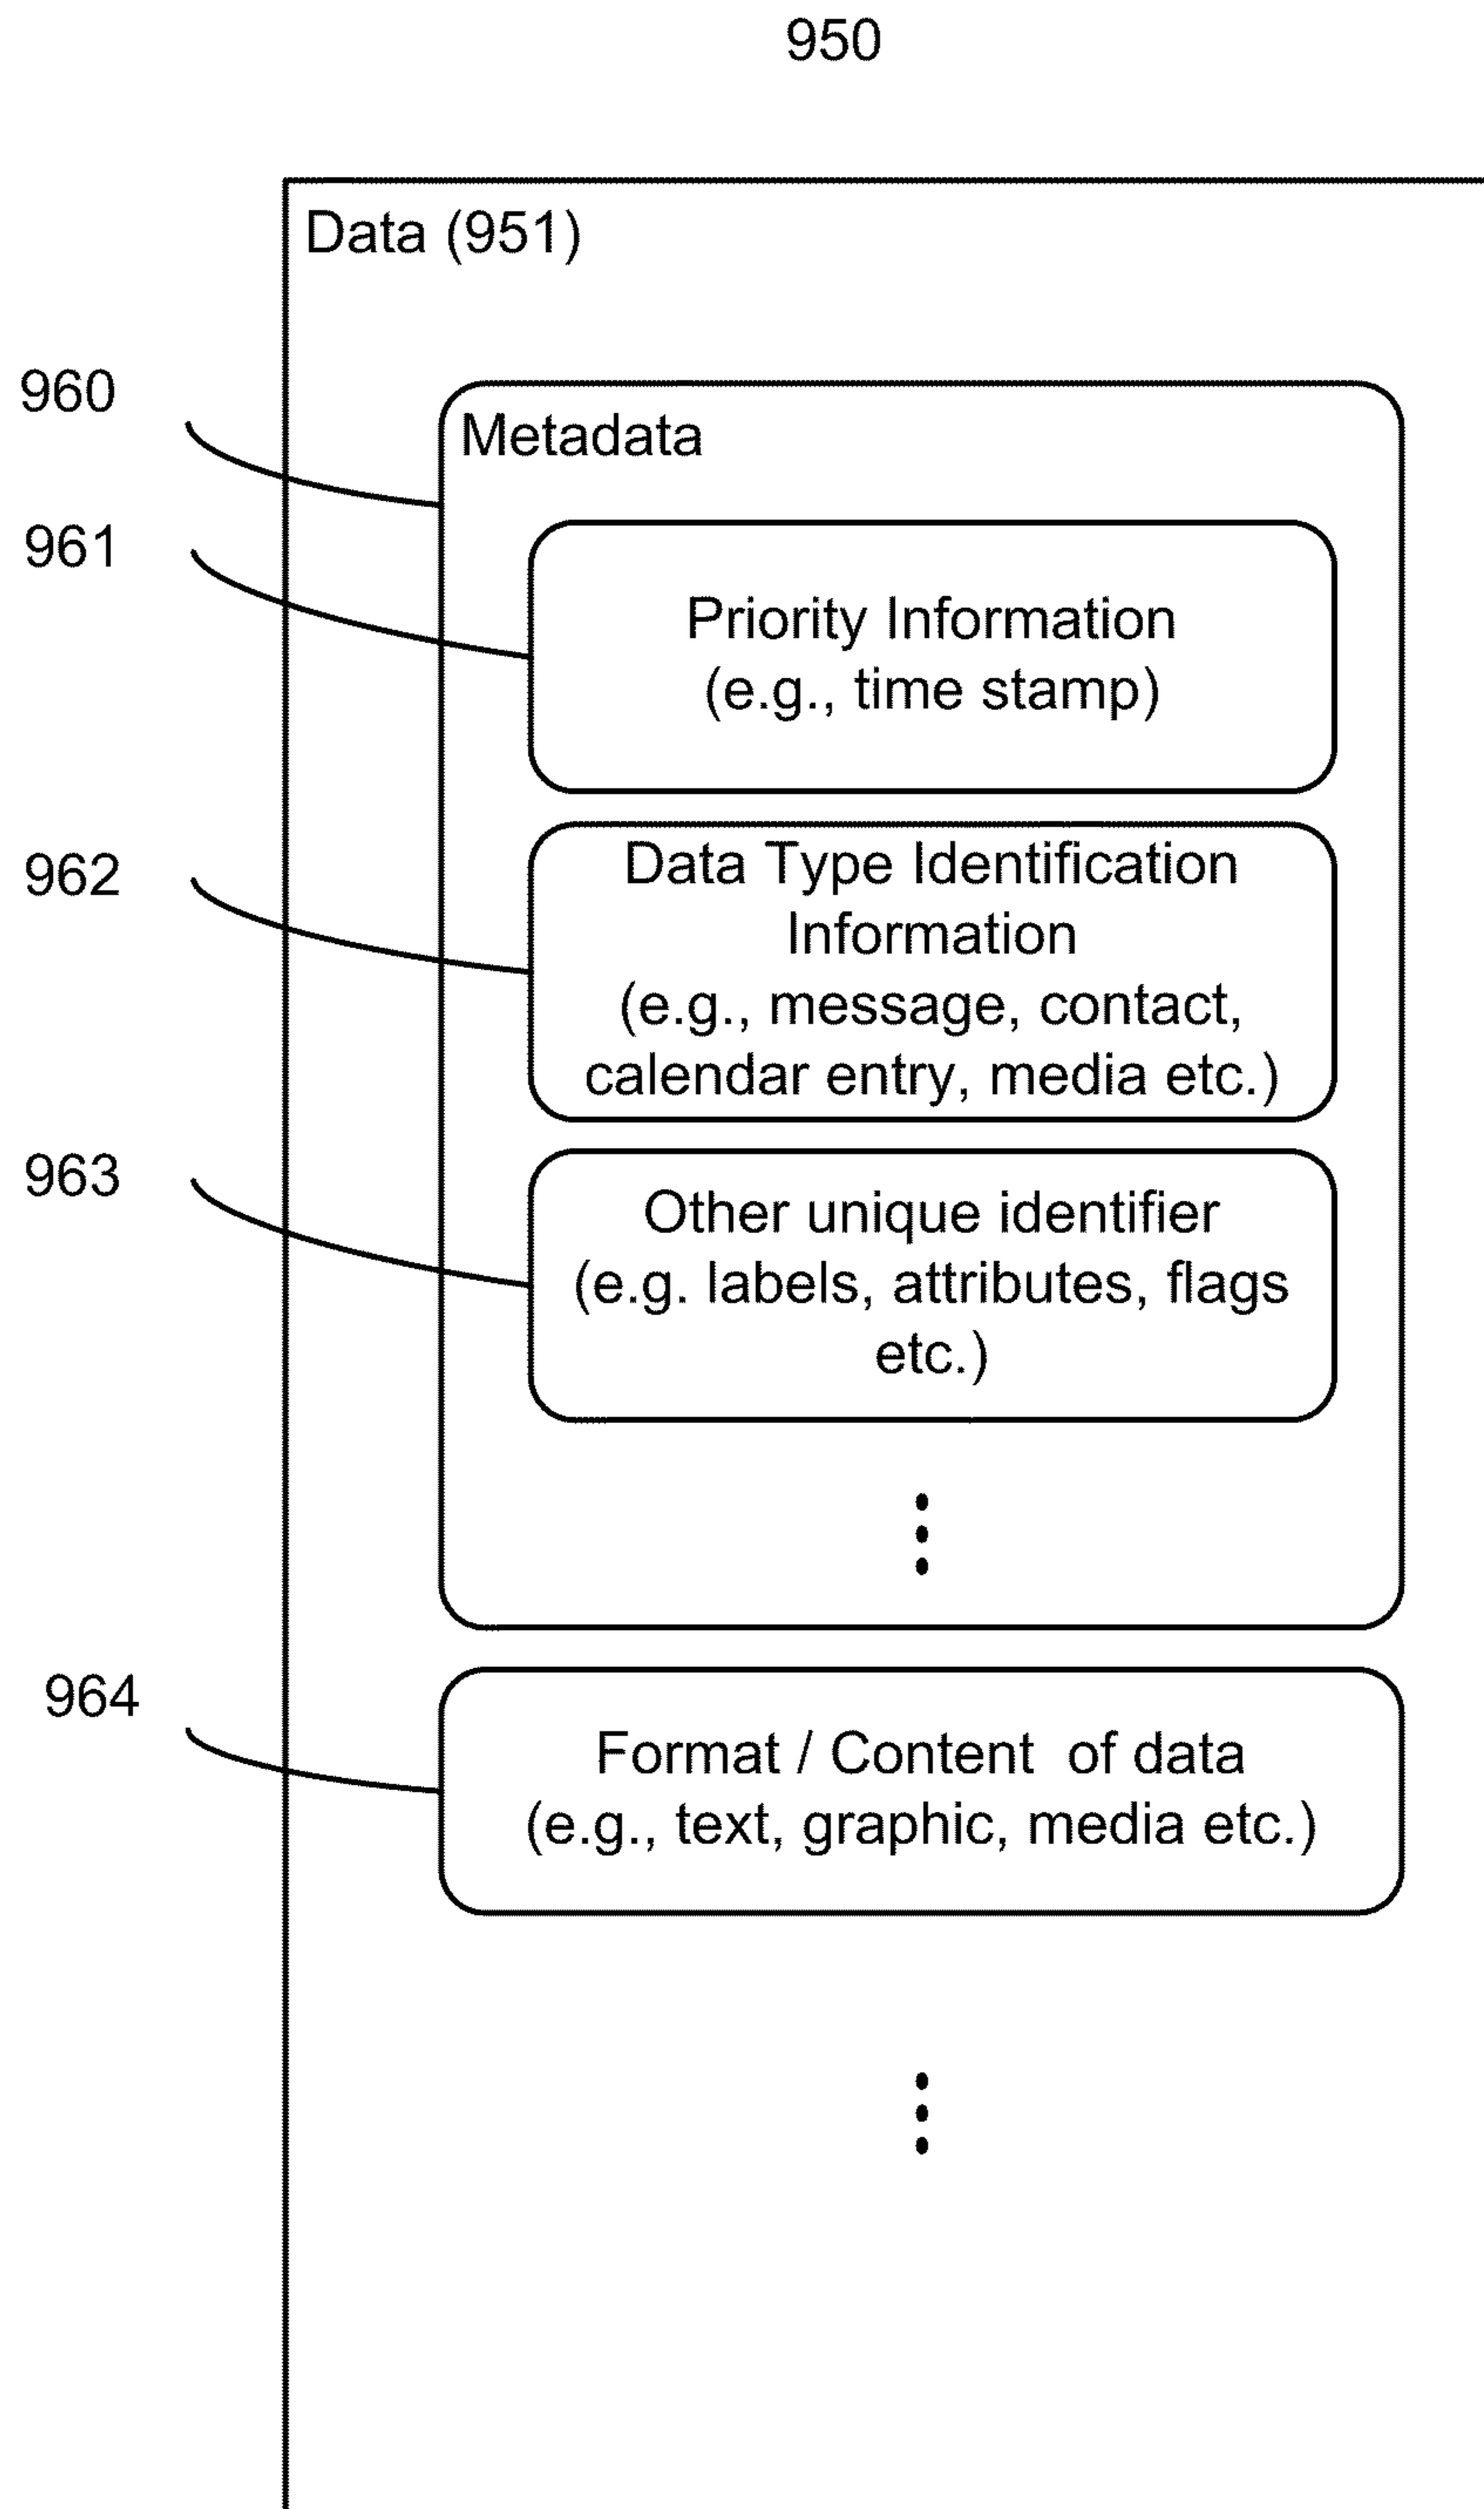 950
Data (951)
960
Metadata
961
Priority Information
(e.g., time stamp)
962
Data Type Identification
Information
(e.g., message, contact,
calendar entry, media etc.)
963
Other unique identifier
(e.g. labels, attributes, flags
etc.)
964
Format / Content of data
(e.g., text, graphic, media etc.)